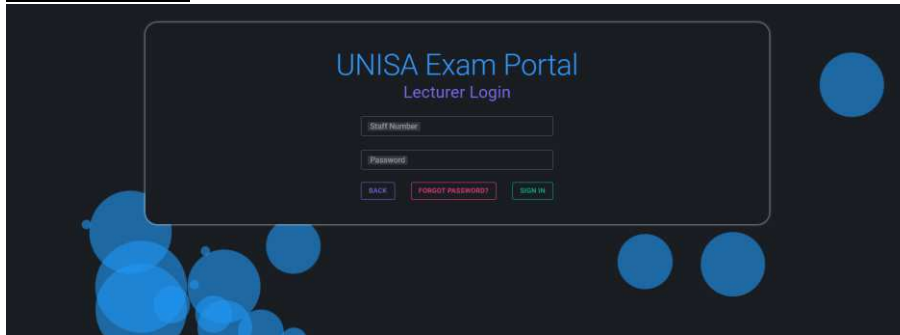 UNISA Exam Portal
Lecturer Login
Staff Number
Password
BACK FORGOT PASSWORD? SIGN IN